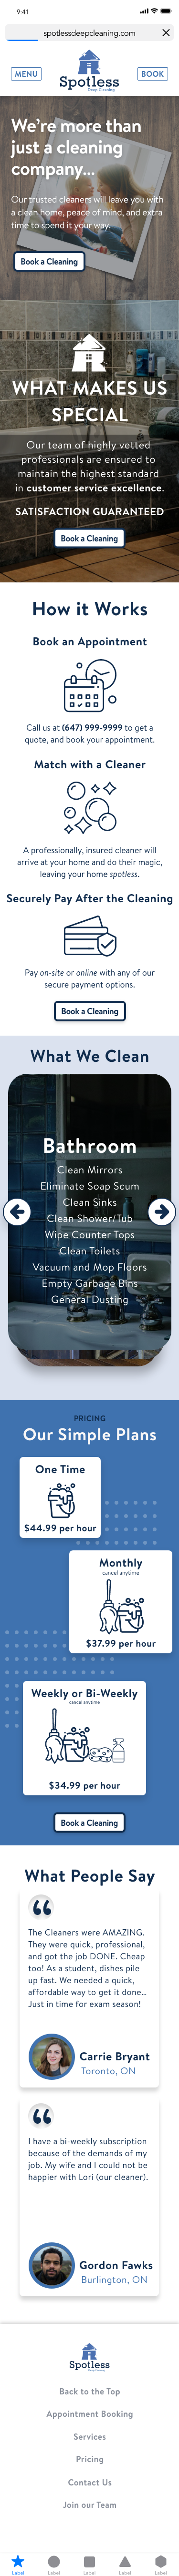 9:41
spotlessdeepcleaning.com
MENU
Spotless
Deep Cleaning
BOOK
We're more than
just a cleaning
company...
Our trusted cleaners will leave you with
a clean home, peace of mind, and extra
time to spend it your way.
Book a Cleaning
WHAT MAKES US
SPECIAL
Our team of highly vetted
professionals are ensured to
maintain the highest standard
in customer service excellence.
SATISFACTION GUARANTEED
Book a Cleaning
How it Works
Book an Appointment
Call us at (647) 999-9999 to get a
quote, and book your appointment.
Match with a Cleaner
A professionally, insured cleaner will
arrive at your home and do their magic,
leaving your home spotless.
Securely Pay After the Cleaning
Pay on-site or online with any of our
secure payment options.
Book a Cleaning
What We Clean
Bathroom
Clean Mirrors
Eliminate Soap Scum
Clean Sinks
Clean Shower/Tub
Wipe Counter Tops
Clean Toilets
Vacuum and Mop Floors
Empty Garbage Bins
General Dusting
PRICING
Our Simple Plans
One Time
$44.99 per hour
Monthly
cancel anytime
$37.99 per hour
Weekly or Bi-Weekly
cancel anytime
$34.99 per hour
Book a Cleaning
What People Say
The Cleaners were AMAZING.
They were quick, professional,
and got the job DONE. Cheap
too! As a student, dishes pile
up fast. We needed a quick,
affordable way to get it done...
Just in time for exam season!
Carrie Bryant
Toronto, ON
I have a bi-weekly subscription
because of the demands of my
job. My wife and I could not be
happier with Lori (our cleaner).
Gordon Fawks
Burlington, ON
Spotless
Deep Cleaning
Back to the Top
Appointment Booking
Services
Pricing
Contact Us
Join our Team
Label
Label
Label
Label
Label